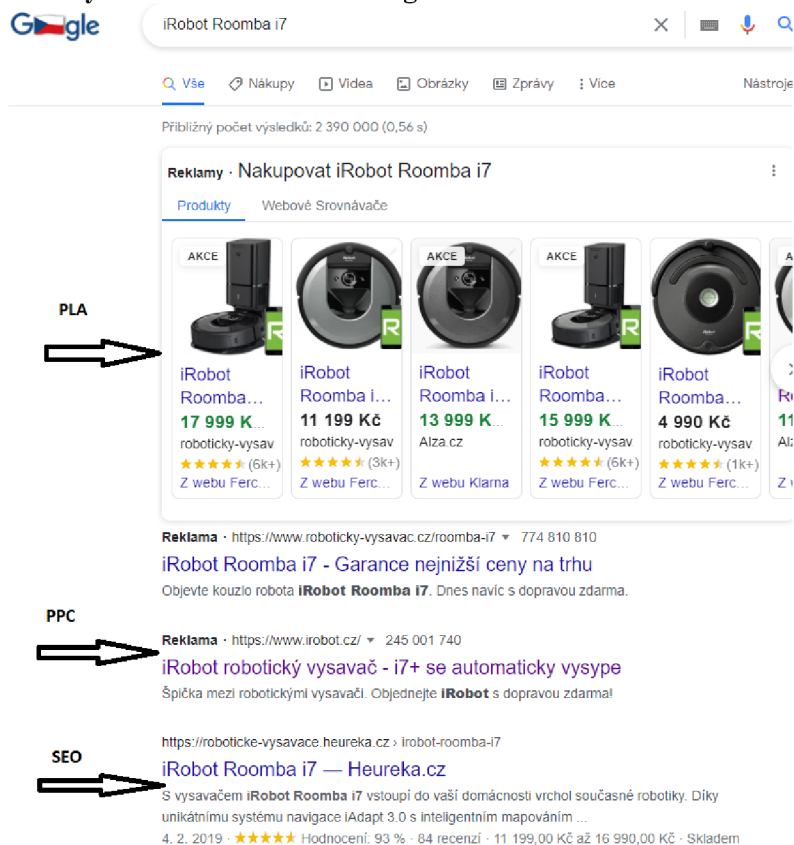 Google
iRobot Roomba i7
Vše Nákupy Videa Obrázky Zprávy Více Nástroje
Přibližný počet výsledků: 2 390 000 (0,56 s)
Reklamy · Nakupovat iRobot Roomba i7
Produkty Webové Srovnávače
AKCE
iRobot
Roomba...
17 999 K...
roboticky-vysav
(6k+)
Z webu Ferc...
iRobot
Roomba i...
11 199 Kč
roboticky-vysav
(3k+)
Z webu Ferc...
AKCE
iRobot
Roomba i...
13 999 K...
Alza.cz
Z webu Klarna
AKCE
iRobot
Roomba...
15 999 K...
roboticky-vysav
(6k+)
Z webu Ferc...
iRobot
Roomba...
4 990 Kč
roboticky-vysav
(1k+)
Z webu Ferc...
PLA
Reklama · https://www.roboticky-vysavac.cz/roomba-i7 774 810 810
iRobot Roomba i7 - Garance nejnižší ceny na trhu
Objevte kouzlo robota iRobot Roomba i7. Dnes navíc s dopravou zdarma.
PPC
Reklama · https://www.irobot.cz/ 245 001 740
iRobot robotický vysavač - i7+ se automaticky vysype
Špička mezi robotickými vysavači. Objednejte iRobot s dopravou zdarma!
SEO
https://roboticke-vysavace.heureka.cz › irobot-roomba-i7
iRobot Roomba i7 — Heureka.cz
S vysavačem iRobot Roomba i7 vstoupí do vaší domácnosti vrchol současné robotiky. Díky
unikátnímu systému navigace iAdapt 3.0 s inteligentním mapováním ...
4. 2. 2019 · Hodnocení: 93 % · 84 recenzí · 11 199,00 Kč až 16 990,00 Kč · Skladem